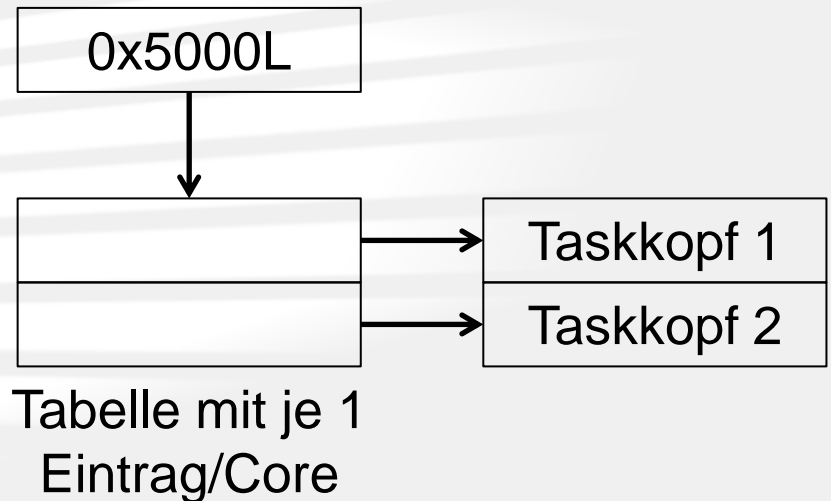 0x5000L
Taskkopf 1
Taskkopf 2
Tabelle mit je 1
Eintrag/Core